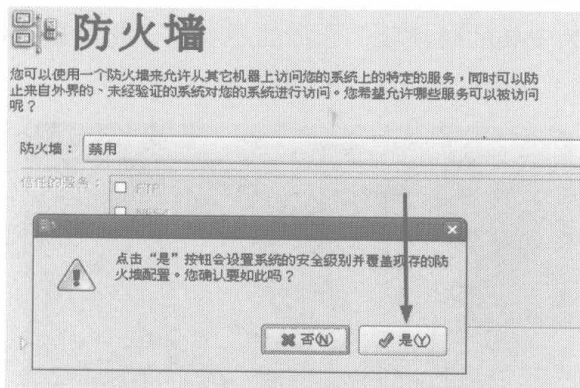 防火墙
您可以使用一个防火墙来允许从其它机器上访问您的系统上的特定的服务，同时可以防
止来自外界的、未经验证的系统对您的系统进行访问。您希望允许哪些服务可以被访问
呢？
防火墙： 禁用
信任的服务： FTP
点击“是”按钮会设置系统的安全级别并覆盖现存的防
火墙配置。您确认要如此吗？
否(N) 是(Y)